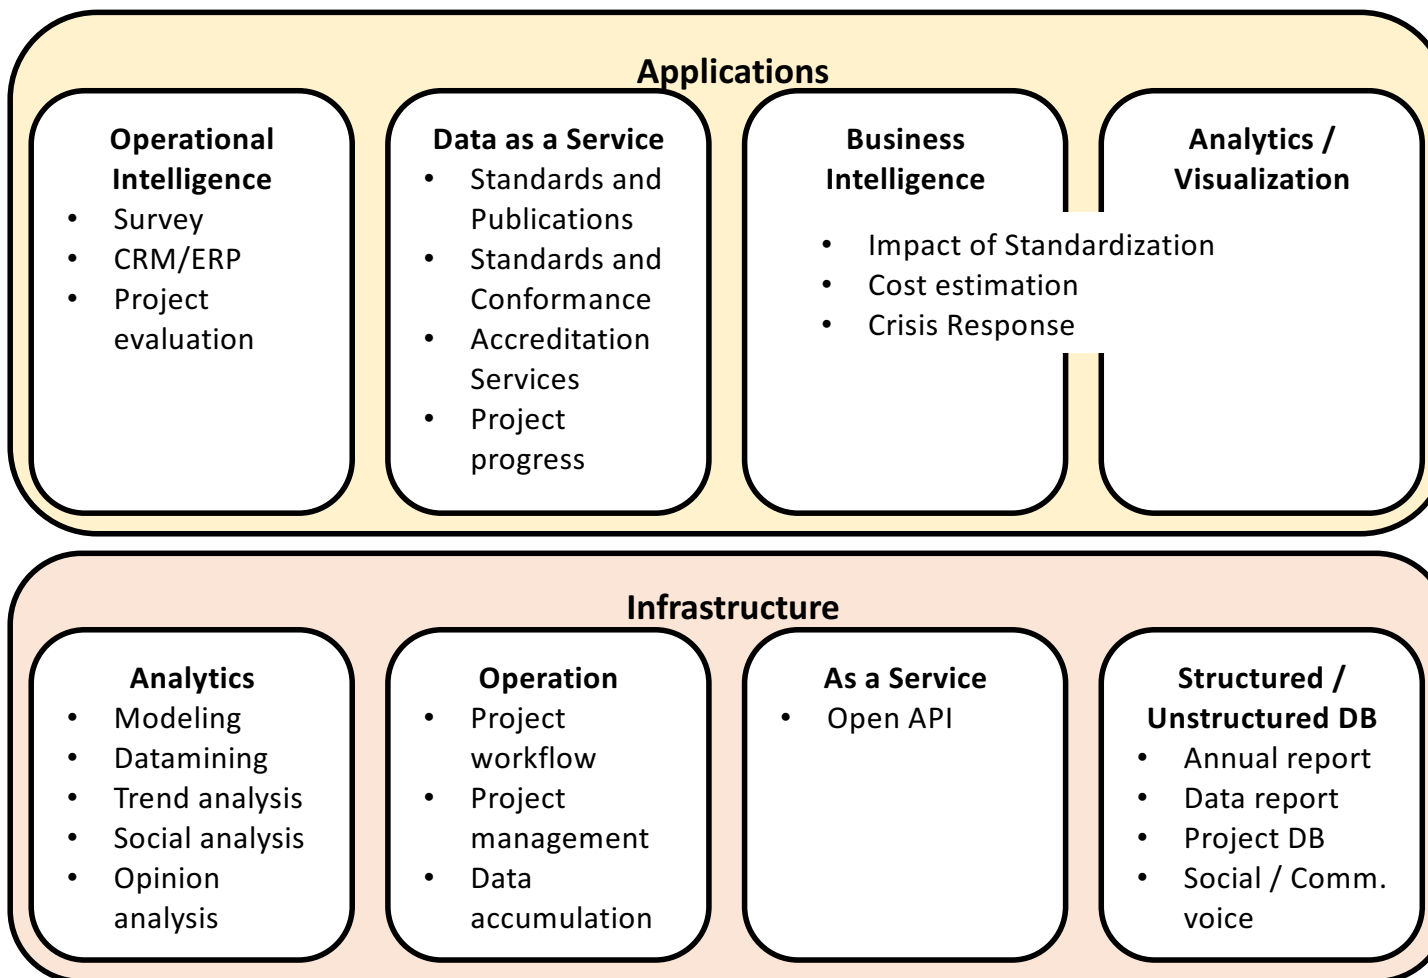 Applications
Operational
Intelligence
• Survey
• CRM/ERP
• Project
evaluation
Data as a Service
• Standards and
Publications
• Standards and
Conformance
• Accreditation
Services
• Project
progress
Business
Intelligence
Analytics /
Visualization
• Impact of Standardization
• Cost estimation
• Crisis Response
Infrastructure
Analytics
• Modeling
• Datamining
• Trend analysis
• Social analysis
• Opinion
analysis
Operation
• Project
workflow
• Project
management
• Data
accumulation
As a Service
• Open API
Structured /
Unstructured DB
• Annual report
• Data report
• Project DB
• Social / Comm.
voice